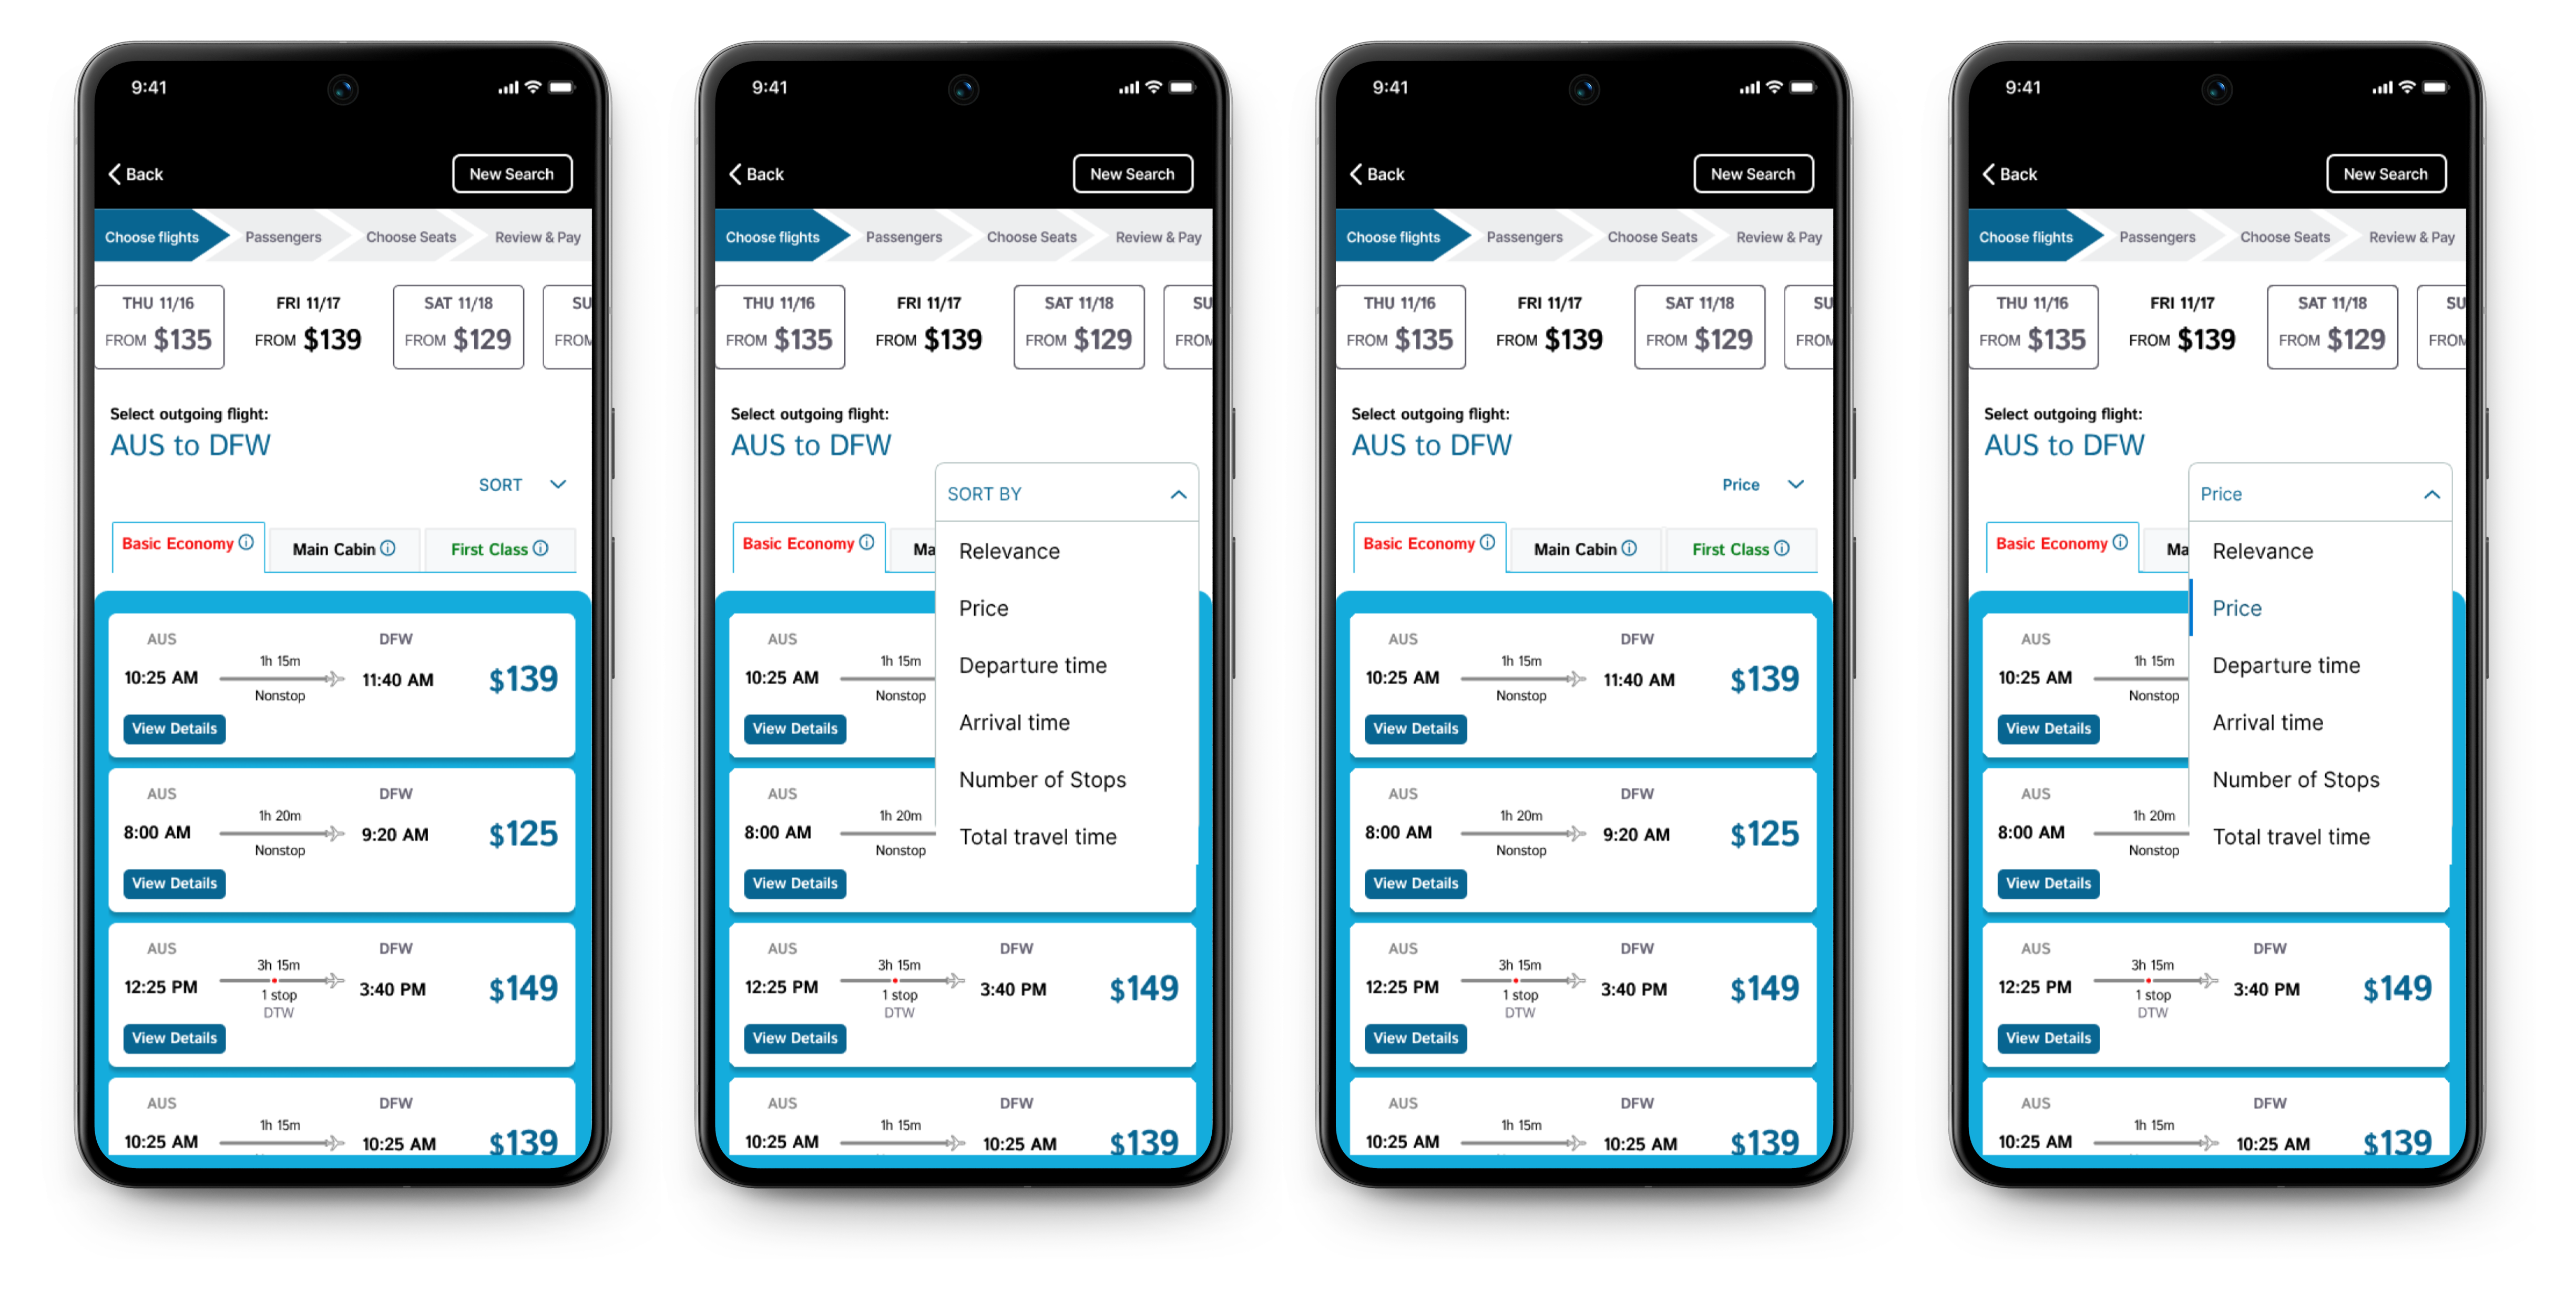 9:41
Back
New Search
Choose flights Passengers Choose Seats Review & Pay
THU 11/16 FRI 11/17 SAT 11/18 SU
FROM $135 FROM $139 FROM $129 FROM
Select outgoing flight:
AUS to DFW
SORT
Basic Economy Main Cabin First Class
AUS DFW
1h 15m
10:25 AM 11:40 AM $139
Nonstop
View Details
AUS DFW
1h 20m
8:00 AM 9:20 AM $125
Nonstop
View Details
AUS DFW
3h 15m
12:25 PM 3:40 PM $149
1 stop
DTW
View Details
AUS DFW
1h 15m
10:25 AM 10:25 AM $139
9:41
Back
New Search
Choose flights Passengers Choose Seats Review & Pay
THU 11/16 FRI 11/17 SAT 11/18 SU
FROM $135 FROM $139 FROM $129 FROM
Select outgoing flight:
AUS to DFW
SORT BY
Relevance
Price
Departure time
Arrival time
Number of Stops
Total travel time
Basic Economy Ma
AUS
1h 15m
10:25 AM
Nonstop
View Details
AUS
1h 20m
8:00 AM
Nonstop
View Details
AUS DFW
3h 15m
12:25 PM 3:40 PM $149
1 stop
DTW
View Details
AUS DFW
1h 15m
10:25 AM 10:25 AM $139
9:41
Back
New Search
Choose flights Passengers Choose Seats Review & Pay
THU 11/16 FRI 11/17 SAT 11/18 SU
FROM $135 FROM $139 FROM $129 FROM
Select outgoing flight:
AUS to DFW
Price
Basic Economy Main Cabin First Class
AUS DFW
1h 15m
10:25 AM 11:40 AM $139
Nonstop
View Details
AUS DFW
1h 20m
8:00 AM 9:20 AM $125
Nonstop
View Details
AUS DFW
3h 15m
12:25 PM 3:40 PM $149
1 stop
DTW
View Details
AUS DFW
1h 15m
10:25 AM 10:25 AM $139
9:41
Back
New Search
Choose flights Passengers Choose Seats Review & Pay
THU 11/16 FRI 11/17 SAT 11/18 SU
FROM $135 FROM $139 FROM $129 FROM
Select outgoing flight:
AUS to DFW
Price
Relevance
Price
Departure time
Arrival time
Number of Stops
Total travel time
Basic Economy Ma
AUS
1h 15m
10:25 AM
Nonstop
View Details
AUS
1h 20m
8:00 AM
Nonstop
View Details
AUS DFW
3h 15m
12:25 PM 3:40 PM $149
1 stop
DTW
View Details
AUS DFW
1h 15m
10:25 AM 10:25 AM $139